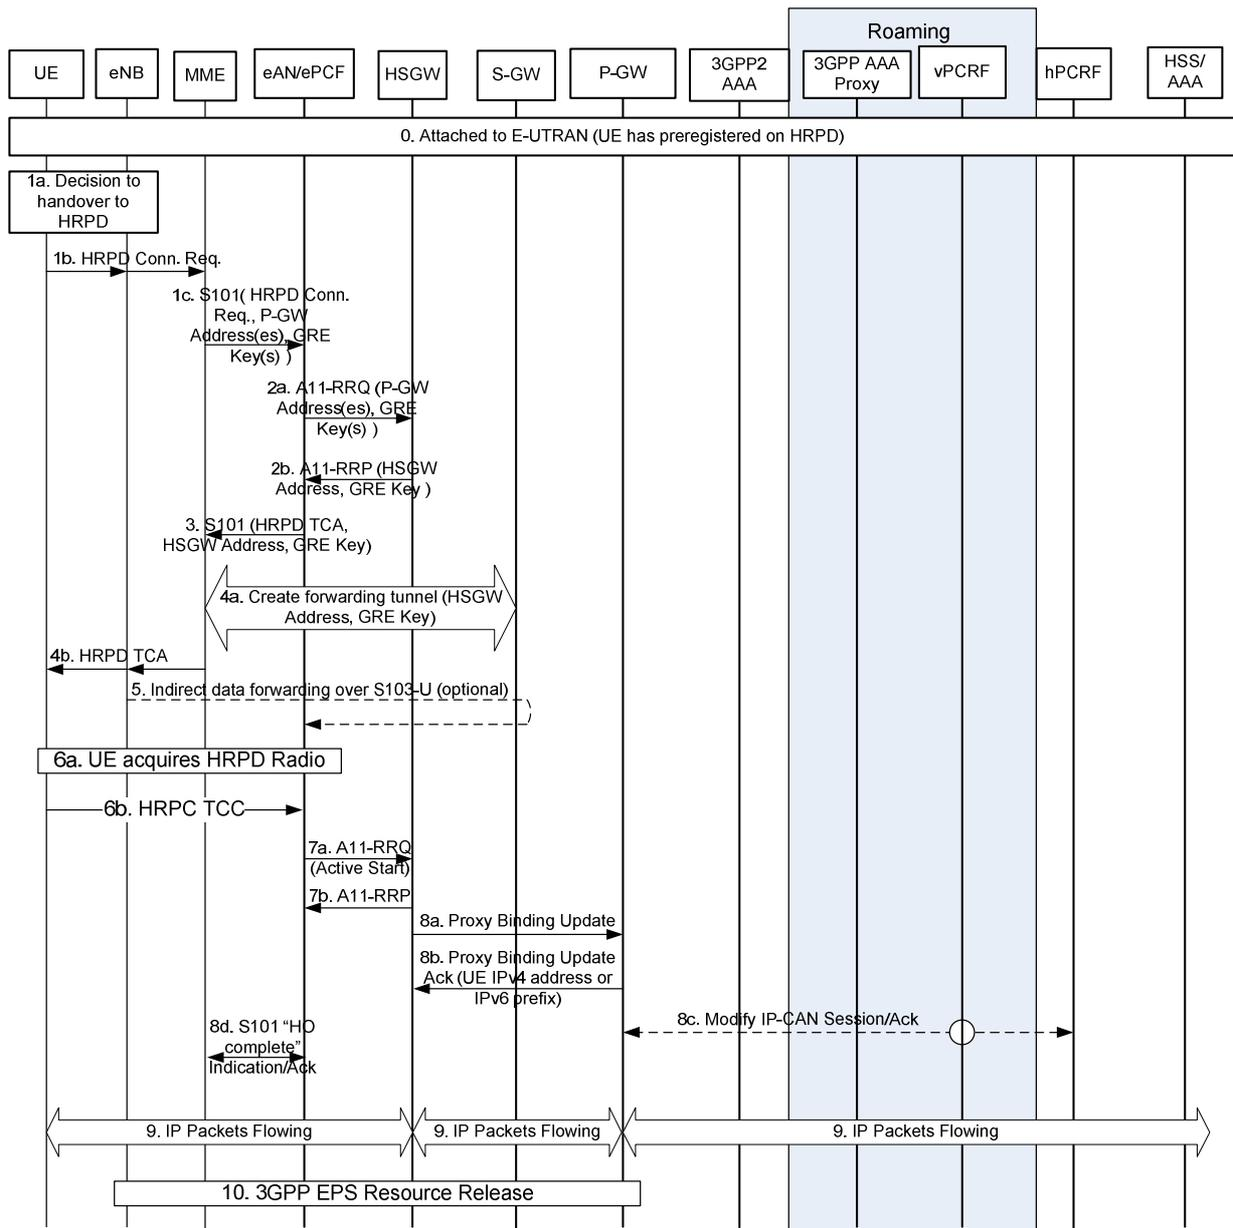 Roaming
UE
eNB
MME
eAN/ePCF
HSGW
S-GW
P-GW
3GPP2
AAA
3GPP AAA
Proxy
vPCRF
hPCRF
HSS/
AAA
0. Attached to E-UTRAN (UE has preregistered on HRPD)
1a. Decision to
handover to
HRPD
1b. HRPD Conn. Req.
1c. S101( HRPD Conn.
Req., P-GW
Address(es), GRE
Key(s) )
2a. A11-RRQ (P-GW
Address(es), GRE
Key(s) )
2b. A11-RRP (HSGW
Address, GRE Key )
3. S101 (HRPD TCA,
HSGW Address, GRE Key)
4a. Create forwarding tunnel (HSGW
Address, GRE Key)
4b. HRPD TCA
5. Indirect data forwarding over S103-U (optional)
6a. UE acquires HRPD Radio
6b. HRPC TCC
7a. A11-RRQ
(Active Start)
7b. A11-RRP
8a. Proxy Binding Update
8b. Proxy Binding Update
Ack (UE IPv4 address or
IPv6 prefix)
8c. Modify IP-CAN Session/Ack
8d. S101 “HO
complete”
Indication/Ack
9. IP Packets Flowing
9. IP Packets Flowing
9. IP Packets Flowing
10. 3GPP EPS Resource Release